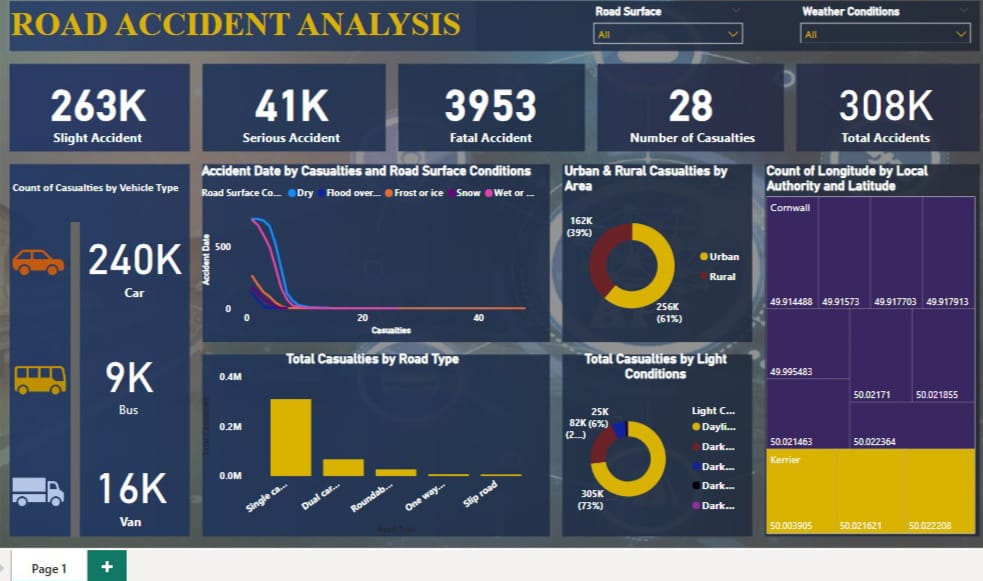 ROAD ACCIDENT ANALYSIS
Road Surface
All
Weather Conditions
All
263K
Slight Accident
41K
Serious Accident
3953
Fatal Accident
28
Number of Casualties
308K
Total Accidents
Count of Casualties by Vehicle Type
240K
Car
9K
Bus
16K
Van
Accident Date by Casualties and Road Surface Conditions
Road Surface Co... Dry Flood over... Frost or ice Snow Wet or ...
Accident Date
500
0
0 20 40
Casualties
Total Casualties by Road Type
0.4M
0.2M
0.0M
Single ca... Dual car... Roundab... One way... Slip road
Road Type
Urban & Rural Casualties by
Area
162K
(39%)
256K
(61%)
Urban
Rural
Total Casualties by Light
Conditions
25K
(6%)
82K
(2...)
305K
(73%)
Light C...
Dayli...
Dark...
Dark...
Dark...
Dark...
Count of Longitude by Local
Authority and Latitude
Cornwall
49.914488 49.91573 49.917703 49.917913
49.995483
50.02171 50.021855
50.021463 50.022364
Kerrier
50.003905 50.021621 50.022208
Page 1
+